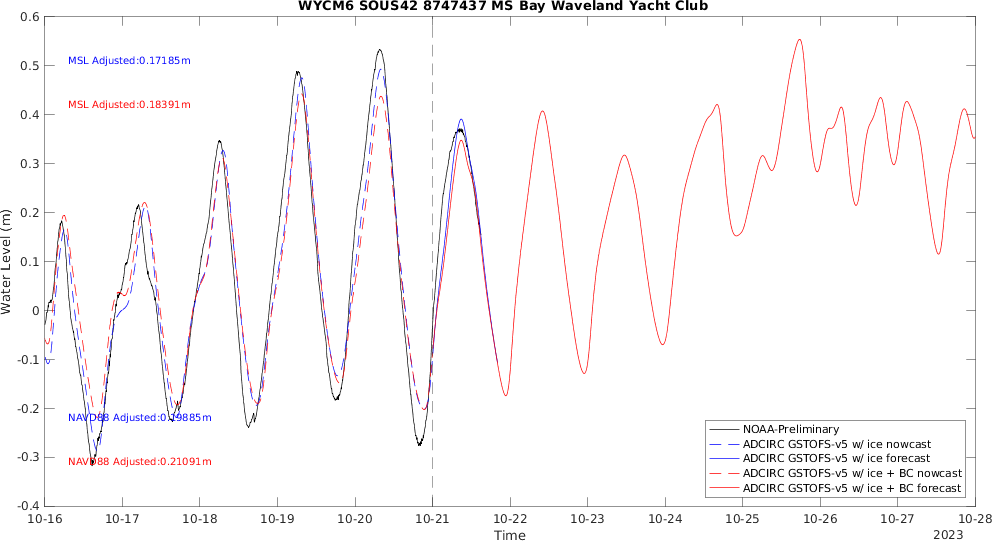 WYCM6 SOUS42 8747437 MS Bay Waveland Yacht Club
0.6
0.5
0.4
0.3
0.2
0.1
0
-0.1
-0.2
-0.3
-0.4
Water Level (m)
MSL Adjusted:0.17185m
MSL Adjusted:0.18391m
NAVD88 Adjusted:0.19885m
NAVD88 Adjusted:0.21091m
NOAA-Preliminary
ADCIRC GSTOFS-v5 w/ ice nowcast
ADCIRC GSTOFS-v5 w/ ice forecast
ADCIRC GSTOFS-v5 w/ ice + BC nowcast
ADCIRC GSTOFS-v5 w/ ice + BC forecast
10-16 10-17 10-18 10-19 10-20 10-21 10-22 10-23 10-24 10-25 10-26 10-27 10-28
Time
2023